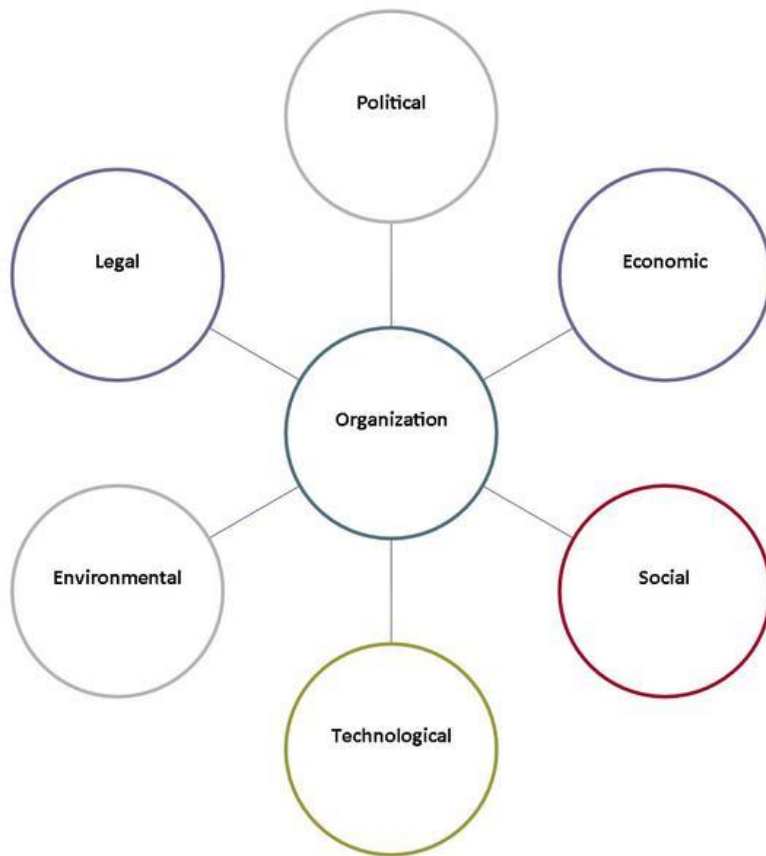 Political
Legal
Economic
Organization
Environmental
Social
Technological